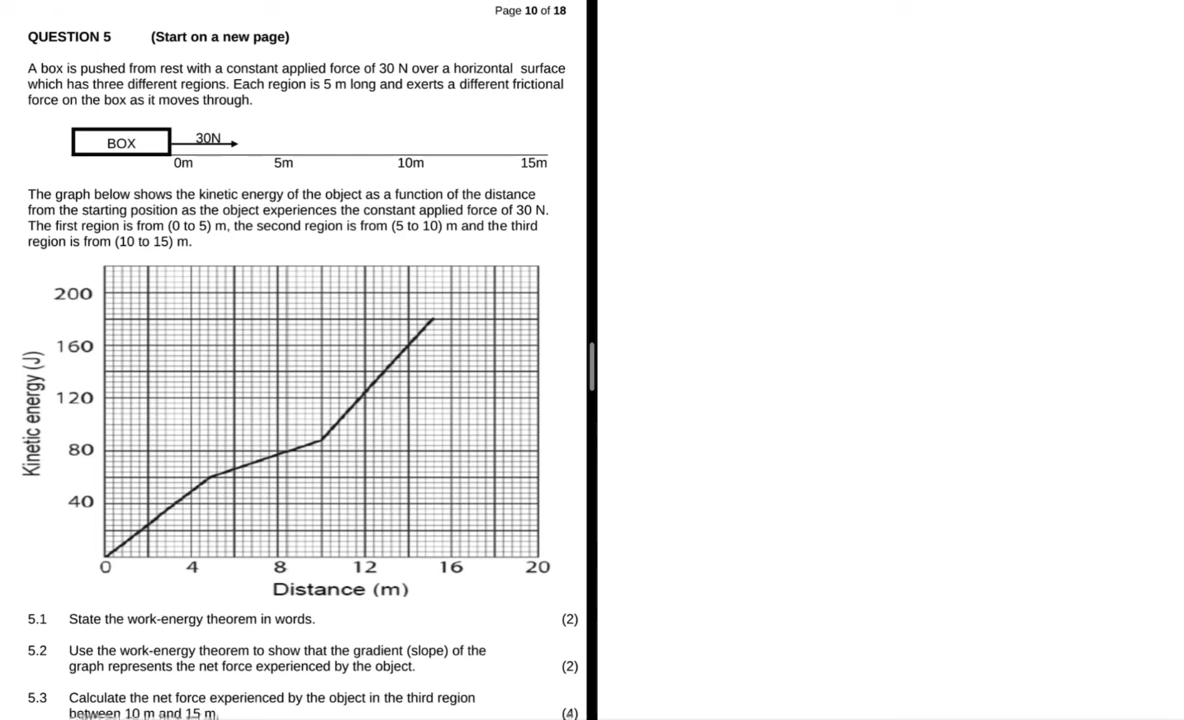 Page 10 of 18
QUESTION 5 (Start on a new page)
A box is pushed from rest with a constant applied force of 30 N over a horizontal surface
which has three different regions. Each region is 5 m long and exerts a different frictional
force on the box as it moves through.
BOX 30N
0m 5m 10m 15m
The graph below shows the kinetic energy of the object as a function of the distance
from the starting position as the object experiences the constant applied force of 30 N.
The first region is from (0 to 5) m, the second region is from (5 to 10) m and the third
region is from (10 to 15) m.
200
160
120
80
40
Kinetic energy (J)
0 4 8 12 16 20
Distance (m)
5.1 State the work-energy theorem in words. (2)
5.2 Use the work-energy theorem to show that the gradient (slope) of the
graph represents the net force experienced by the object. (2)
5.3 Calculate the net force experienced by the object in the third region
between 10 m and 15 m. (4)